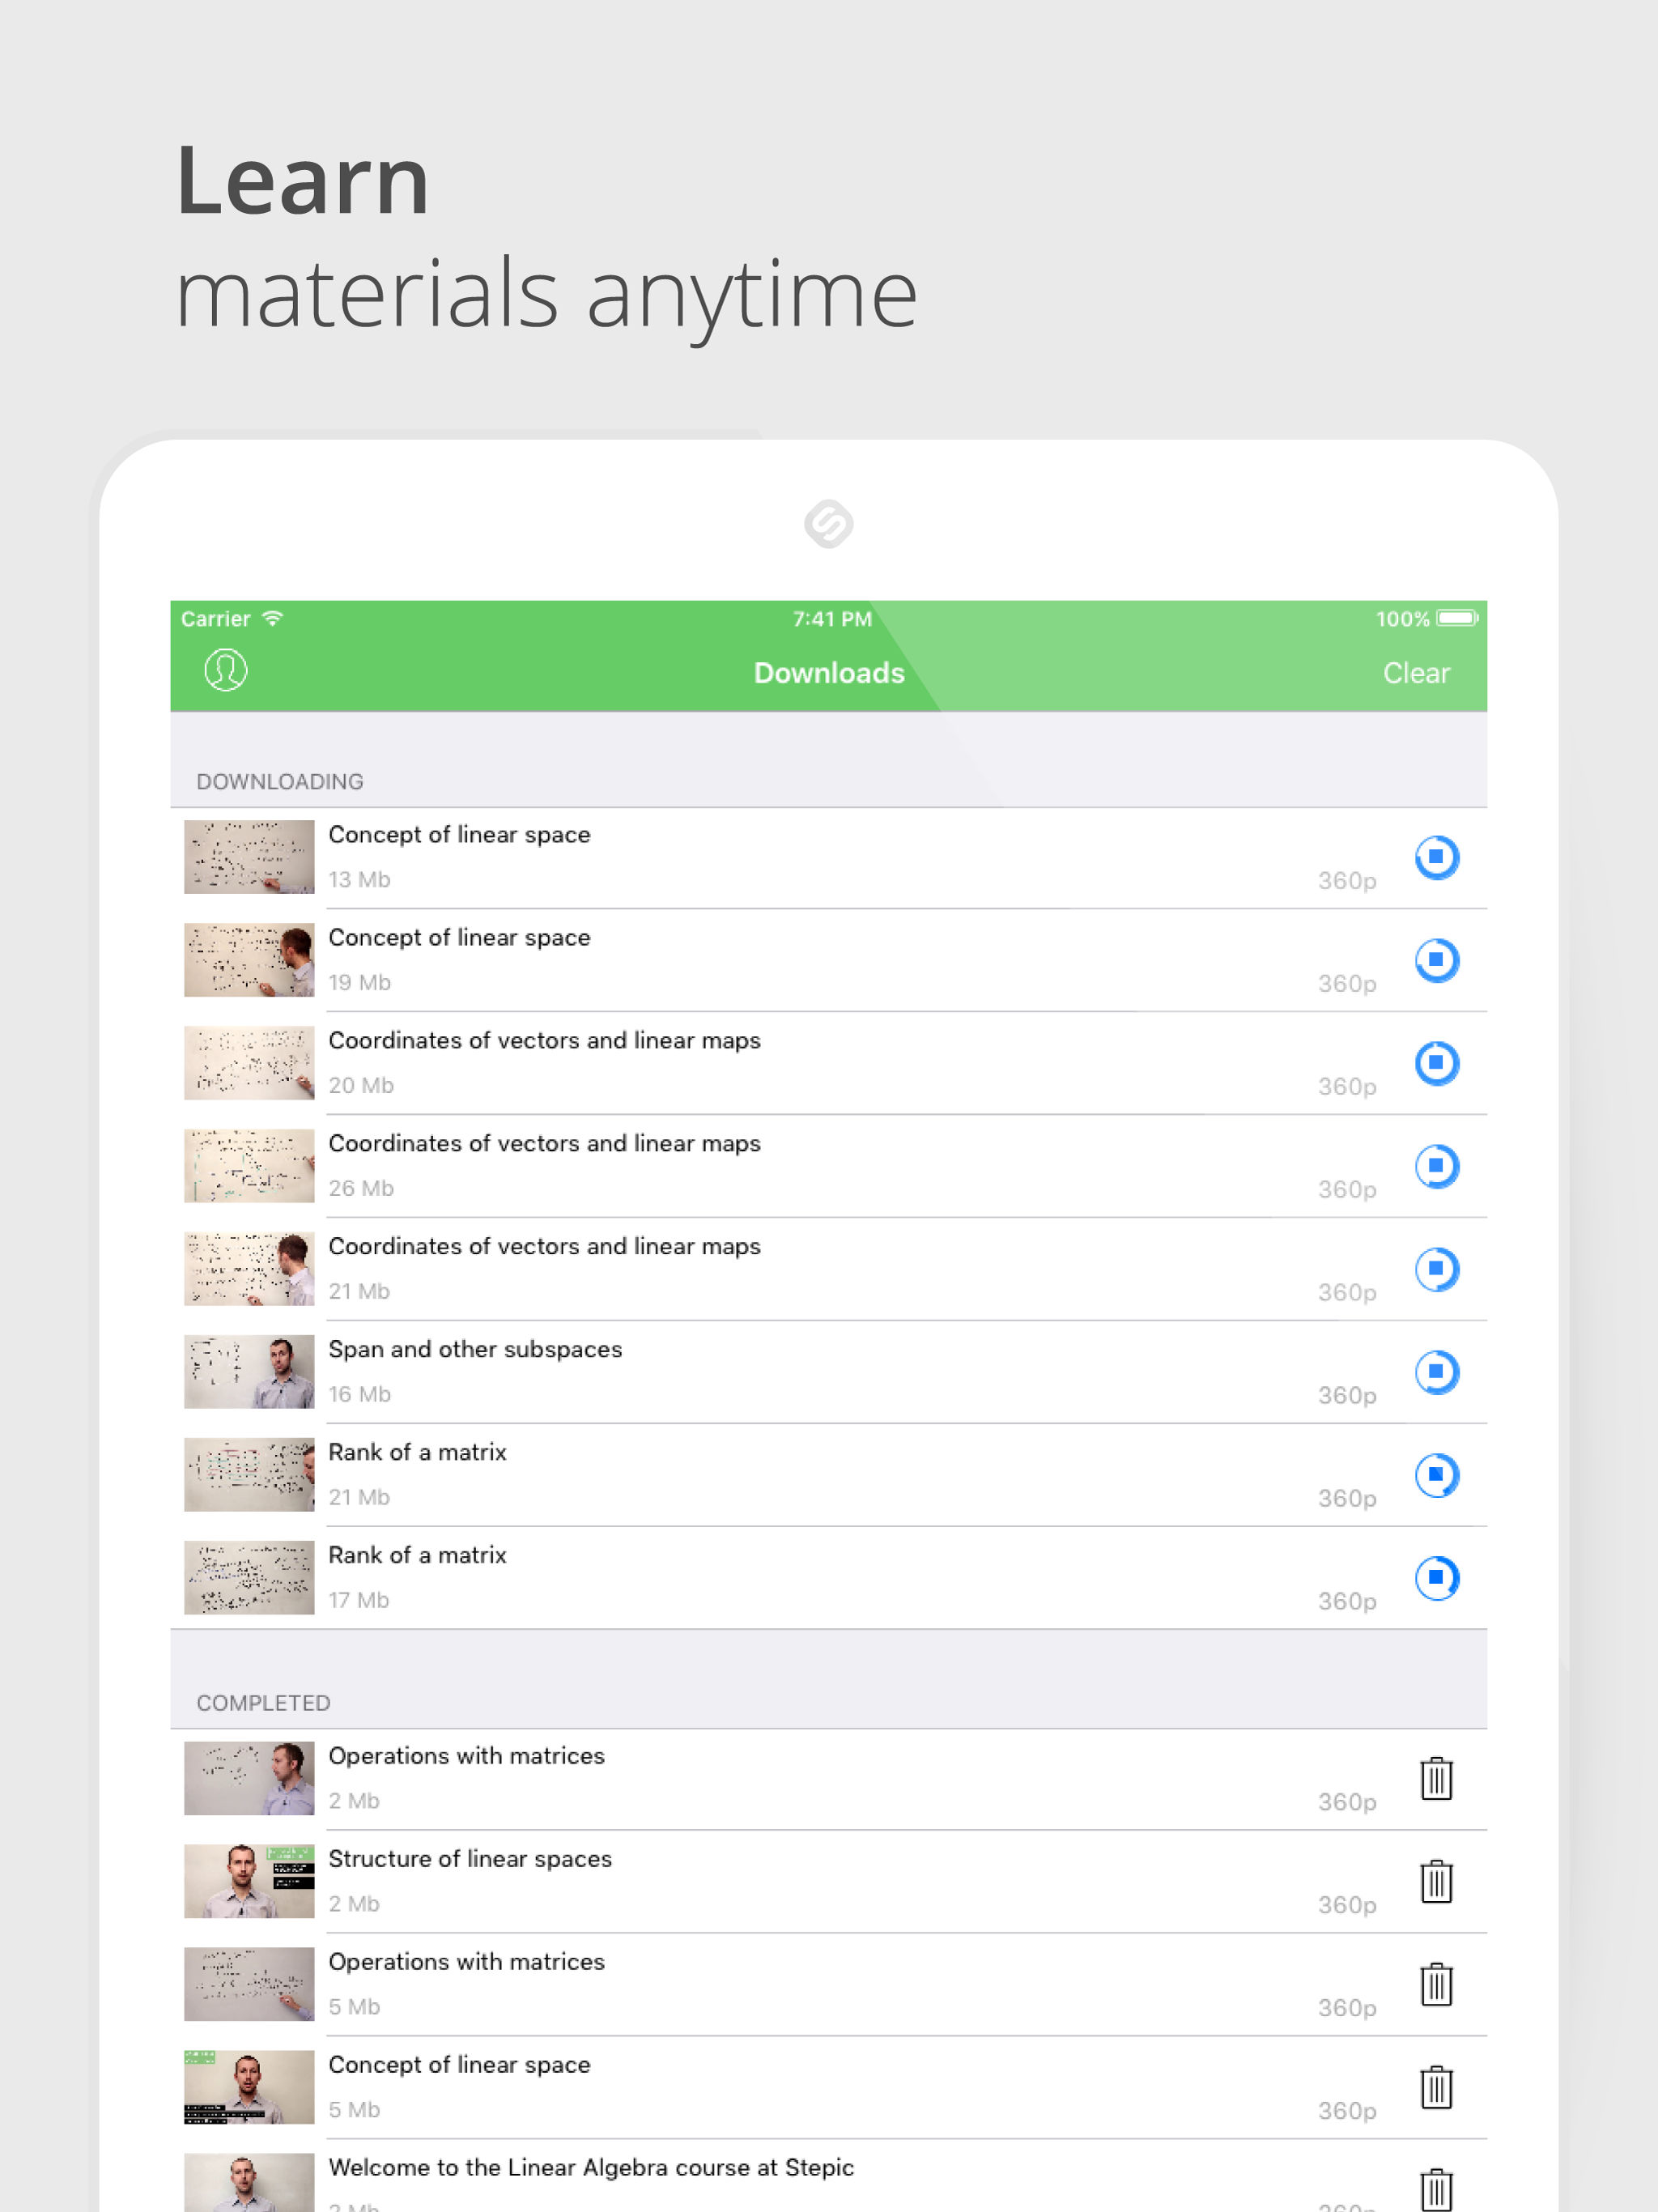 Learn
materials anytime
Carrier 7:41 PM 100%
Downloads Clear
DOWNLOADING
Concept of linear space
13 Mb 360p
Concept of linear space
19 Mb 360p
Coordinates of vectors and linear maps
20 Mb 360p
Coordinates of vectors and linear maps
26 Mb 360p
Coordinates of vectors and linear maps
21 Mb 360p
Span and other subspaces
16 Mb 360p
Rank of a matrix
21 Mb 360p
Rank of a matrix
17 Mb 360p
COMPLETED
Operations with matrices
2 Mb 360p
Structure of linear spaces
2 Mb 360p
Operations with matrices
5 Mb 360p
Concept of linear space
5 Mb 360p
Welcome to the Linear Algebra course at Stepic